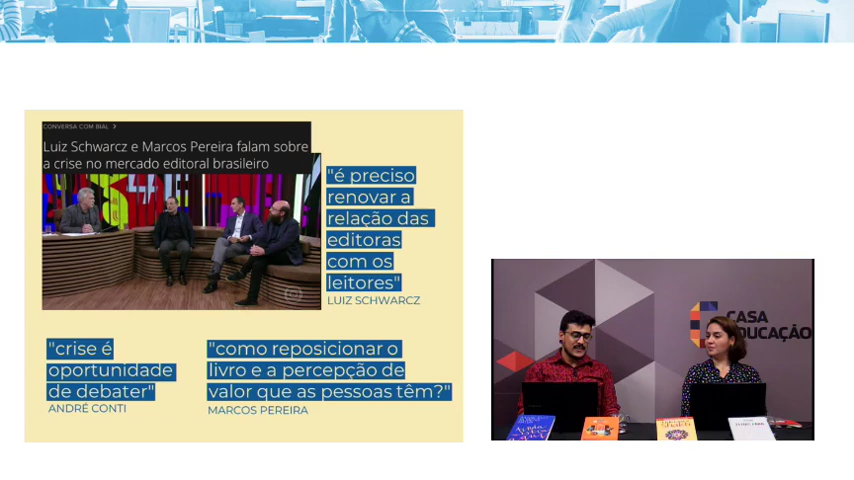 CONVERSA COM BIAL
Luiz Schwarcz e Marcos Pereira falam sobre
a crise no mercado editorial brasileiro
"é preciso
renovar a
relação das
editoras
com os
leitores"
LUIZ SCHWARCZ
"crise é
oportunidade
de debater"
ANDRÉ CONTI
"como reposicionar o
livro e a percepção de
valor que as pessoas têm?"
MARCOS PEREIRA
CASA
EDUCAÇÃO